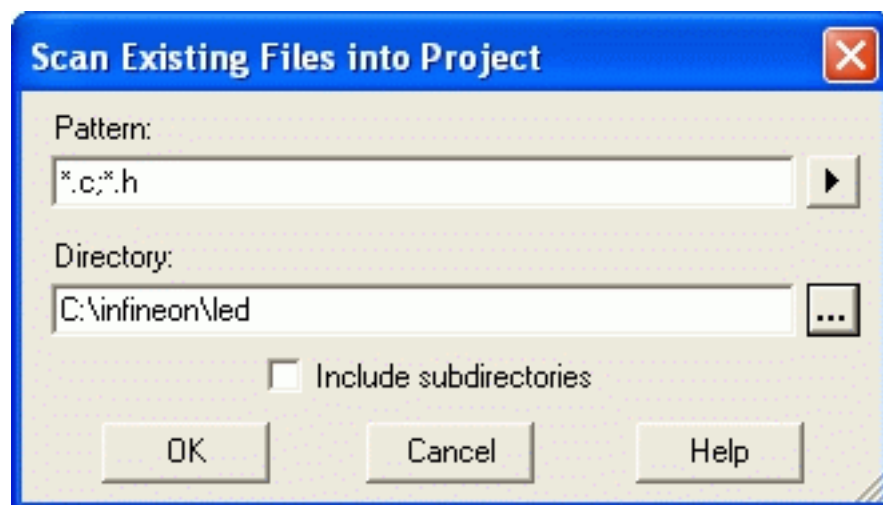 Scan Existing Files into Project
Pattern:
*.c;*.h
Directory:
C:\infineon\led
...
Include subdirectories
OK Cancel Help